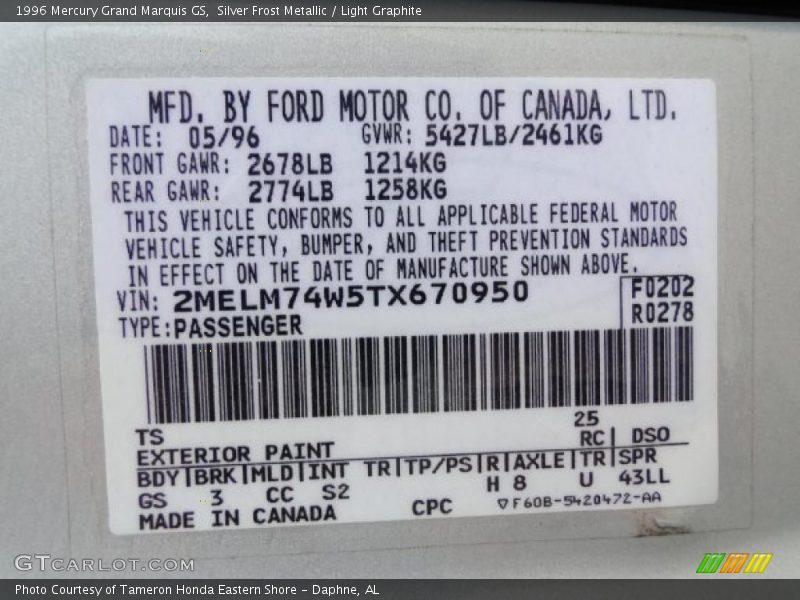 1996 Mercury Grand Marquis GS, Silver Frost Metallic / Light Graphite
MFD. BY FORD MOTOR CO. OF CANADA, LTD.
DATE: 05/96 GVWR: 5427LB/2461KG
FRONT GAWR: 2678LB 1214KG
REAR GAWR: 2774LB 1258KG
THIS VEHICLE CONFORMS TO ALL APPLICABLE FEDERAL MOTOR
VEHICLE SAFETY, BUMPER, AND THEFT PREVENTION STANDARDS
IN EFFECT ON THE DATE OF MANUFACTURE SHOWN ABOVE.
VIN: 2MELM74W5TX670950 F0202
TYPE: PASSENGER R0278
TS 25
EXTERIOR PAINT RC DSO
BDY BRK MLD INT TR TP/PS R AXLE TR SPR
GS 3 CC S2 H 8 U 43LL
MADE IN CANADA CPC ▽F60B-5420472-AA
GTCARLOT.COM
Photo Courtesy of Tameron Honda Eastern Shore - Daphne, AL